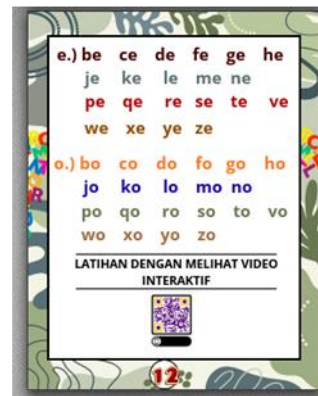 e.) be ce de fe ge he
je ke le me ne
pe qe re se te ve
we xe ye ze
o.) bo co do fo go ho
jo ko lo mo no
po qo ro so to vo
wo xo yo zo
LATIHAN DENGAN MELIHAT VIDEO
INTERAKTIF
12